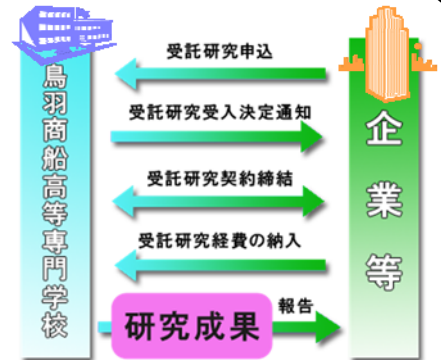 鳥羽商船高等専門学校
企業等
受託研究申込
受託研究受入決定通知
受託研究契約締結
受託研究経費の納入
研究成果
報告